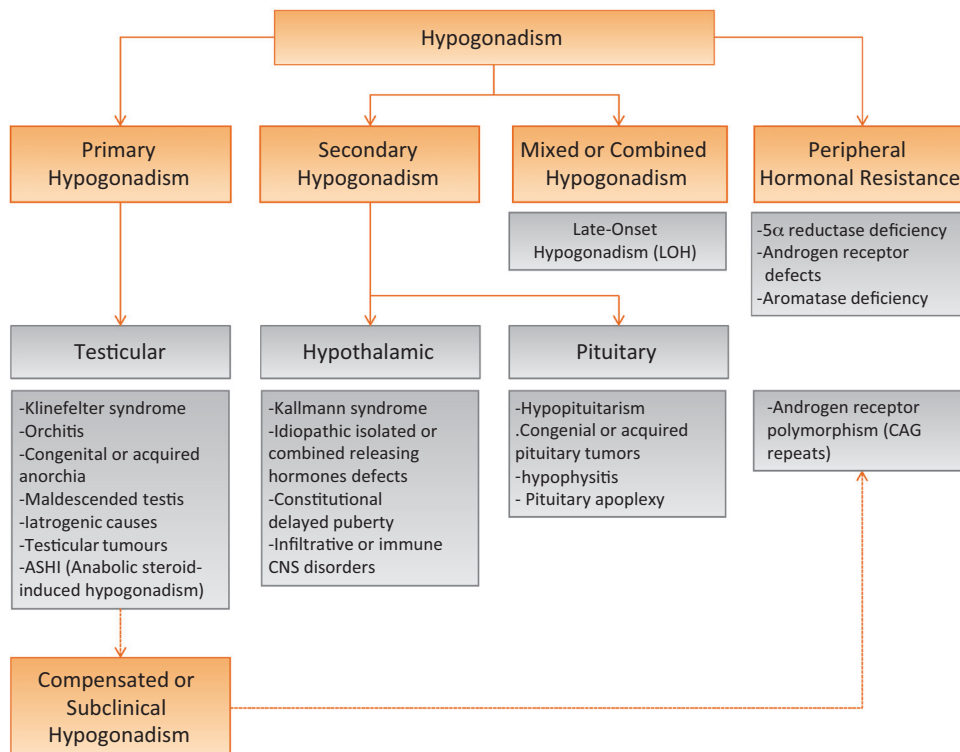 Hypogonadism
Primary
Hypogonadism
Secondary
Hypogonadism
Mixed or Combined
Hypogonadism
Peripheral
Hormonal Resistance
Late-Onset
Hypogonadism (LOH)
-5α reductase deficiency
-Androgen receptor
defects
-Aromatase deficiency
Testicular
Hypothalamic
Pituitary
-Klinefelter syndrome
-Orchitis
-Congenital or acquired
anorchia
-Maldescended testis
-Iatrogenic causes
-Testicular tumours
-ASHI (Anabolic steroid-
induced hypogonadism)
-Kallmann syndrome
-Idiopathic isolated or
combined releasing
hormones defects
-Constitutional
delayed puberty
-Infiltrative or immune
CNS disorders
-Hypopituitarism
.Congenial or acquired
pituitary tumors
-hypophysitis
- Pituitary apoplexy
-Androgen receptor
polymorphism (CAG
repeats)
Compensated or
Subclinical
Hypogonadism